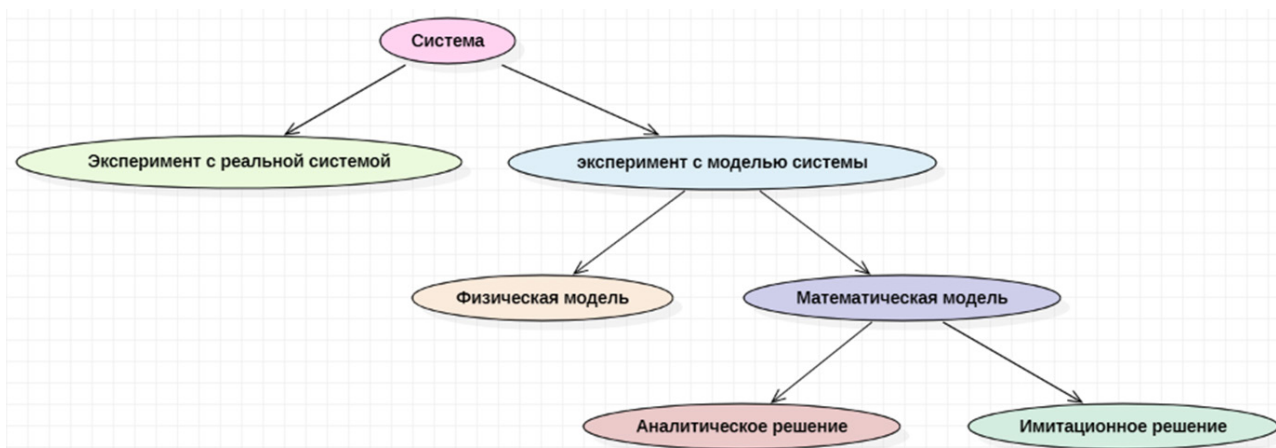 Система
Эксперимент с реальной системой
эксперимент с моделью системы
Физическая модель
Математическая модель
Аналитическое решение
Имитационное решение